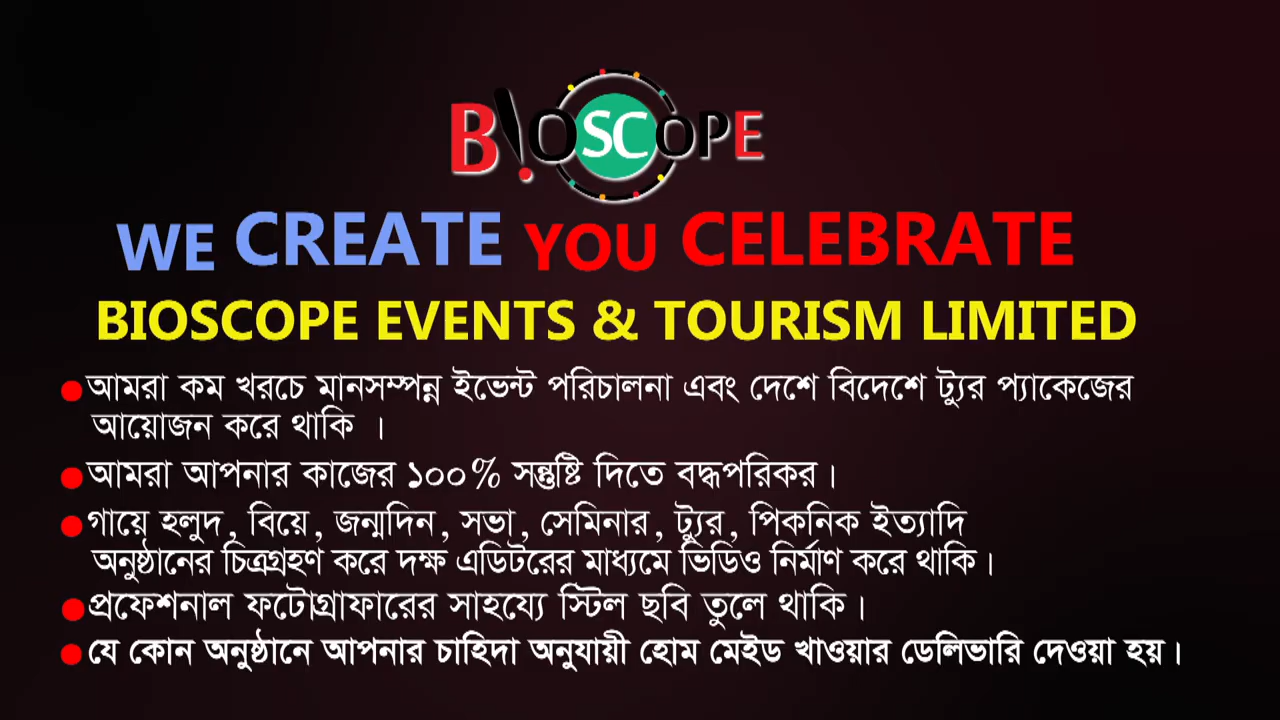 B!OSCOPE
WE CREATE YOU CELEBRATE
BIOSCOPE EVENTS & TOURISM LIMITED
আমরা কম খরচে মানসম্পন্ন ইভেন্ট পরিচালনা এবং দেশে বিদেশে ট্যুর প্যাকেজের
আয়োজন করে থাকি ।
আমরা আপনার কাজের ১০০% সন্তুষ্টি দিতে বদ্ধপরিকর।
গায়ে হলুদ, বিয়ে, জন্মদিন, সভা, সেমিনার, ট্যুর, পিকনিক ইত্যাদি
অনুষ্ঠানের চিত্রগ্রহণ করে দক্ষ এডিটরের মাধ্যমে ভিডিও নির্মাণ করে থাকি।
প্রফেশনাল ফটোগ্রাফারের সাহয্যে স্টিল ছবি তুলে থাকি।
যে কোন অনুষ্ঠানে আপনার চাহিদা অনুযায়ী হোম মেইড খাওয়ার ডেলিভারি দেওয়া হয়।